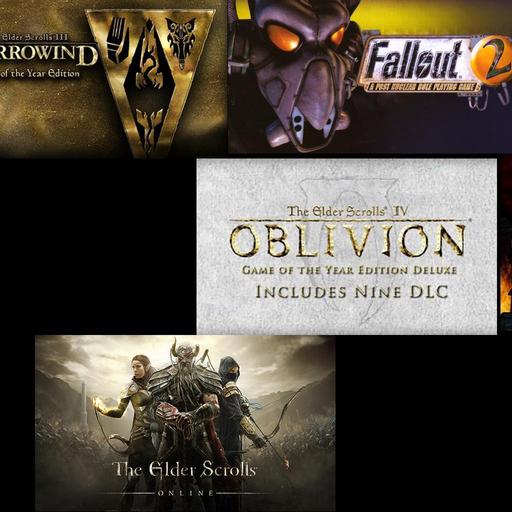 Elder Scrolls III
RROWIND
of the Year Edition
Fallout 2
A POST NUCLEAR ROLE PLAYING GAME
The Elder Scrolls® IV
OBLIVION
GAME OF THE YEAR EDITION DELUXE
INCLUDES NINE DLC
The Elder Scrolls
ONLINE